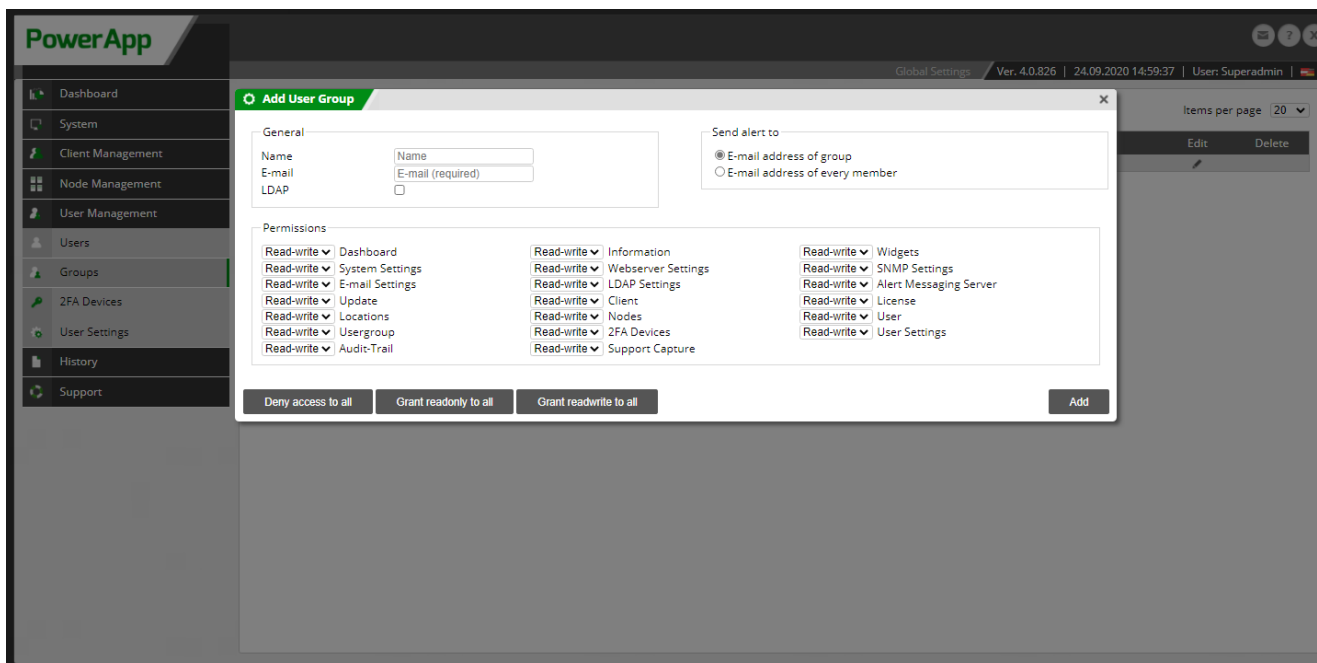 PowerApp
Global Settings Ver. 4.0.826 | 24.09.2020 14:59:37 | User: Superadmin |
Dashboard
System
Client Management
Node Management
User Management
Users
Groups
2FA Devices
User Settings
History
Support
Items per page 20
Edit Delete
Add User Group
General
Name Name
E-mail E-mail (required)
LDAP
Send alert to
E-mail address of group
E-mail address of every member
Permissions
Read-write Dashboard Read-write Information Read-write Widgets
Read-write System Settings Read-write Webserver Settings Read-write SNMP Settings
Read-write E-mail Settings Read-write LDAP Settings Read-write Alert Messaging Server
Read-write Update Read-write Client Read-write License
Read-write Locations Read-write Nodes Read-write User
Read-write Usergroup Read-write 2FA Devices Read-write User Settings
Read-write Audit-Trail Read-write Support Capture
Deny access to all Grant readonly to all Grant readwrite to all Add